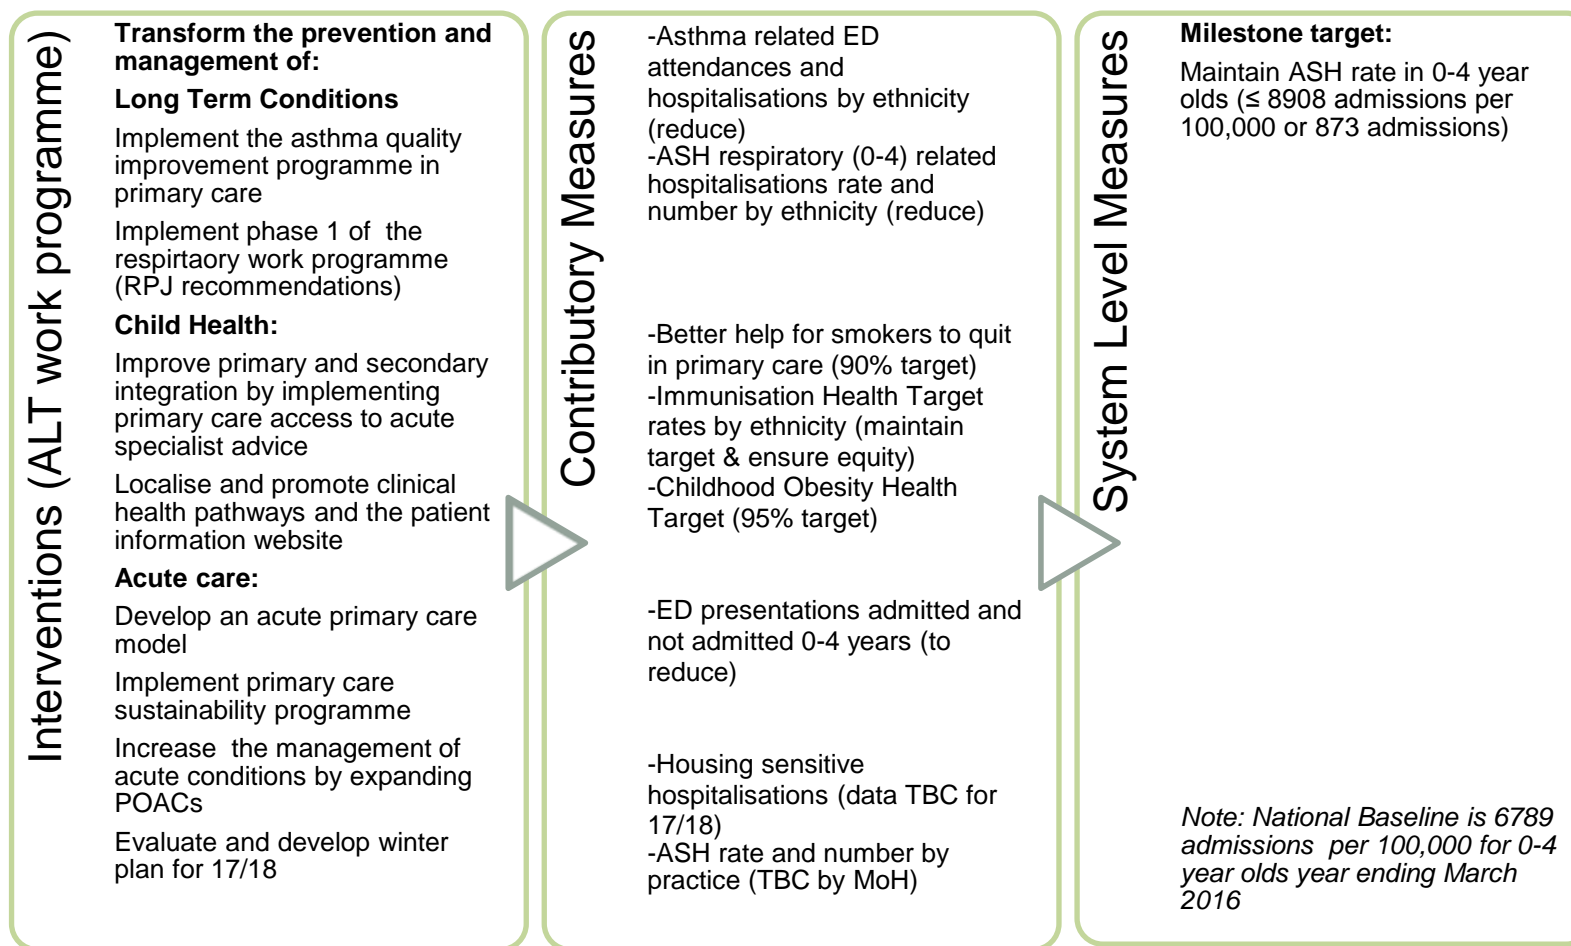 Interventions (ALT work programme)
Transform the prevention and
management of:
Long Term Conditions
Implement the asthma quality
improvement programme in
primary care
Implement phase 1 of  the
respirtaory work programme
(RPJ recommendations)
Child Health:
Improve primary and secondary
integration by implementing
primary care access to acute
specialist advice
Localise and promote clinical
health pathways and the patient
information website
Acute care:
Develop an acute primary care
model
Implement primary care
sustainability programme
Increase  the management of
acute conditions by expanding
POACs
Evaluate and develop winter
plan for 17/18
Contributory Measures
-Asthma related ED
attendances and
hospitalisations by ethnicity
(reduce)
-ASH respiratory (0-4) related
hospitalisations rate and
number by ethnicity (reduce)
-Better help for smokers to quit
in primary care (90% target)
-Immunisation Health Target
rates by ethnicity (maintain
target & ensure equity)
-Childhood Obesity Health
Target (95% target)
-ED presentations admitted and
not admitted 0-4 years (to
reduce)
-Housing sensitive
hospitalisations (data TBC for
17/18)
-ASH rate and number by
practice (TBC by MoH)
System Level Measures
Milestone target:
Maintain ASH rate in 0-4 year
olds (≤ 8908 admissions per
100,000 or 873 admissions)
Note: National Baseline is 6789
admissions  per 100,000 for 0-4
year olds year ending March
2016